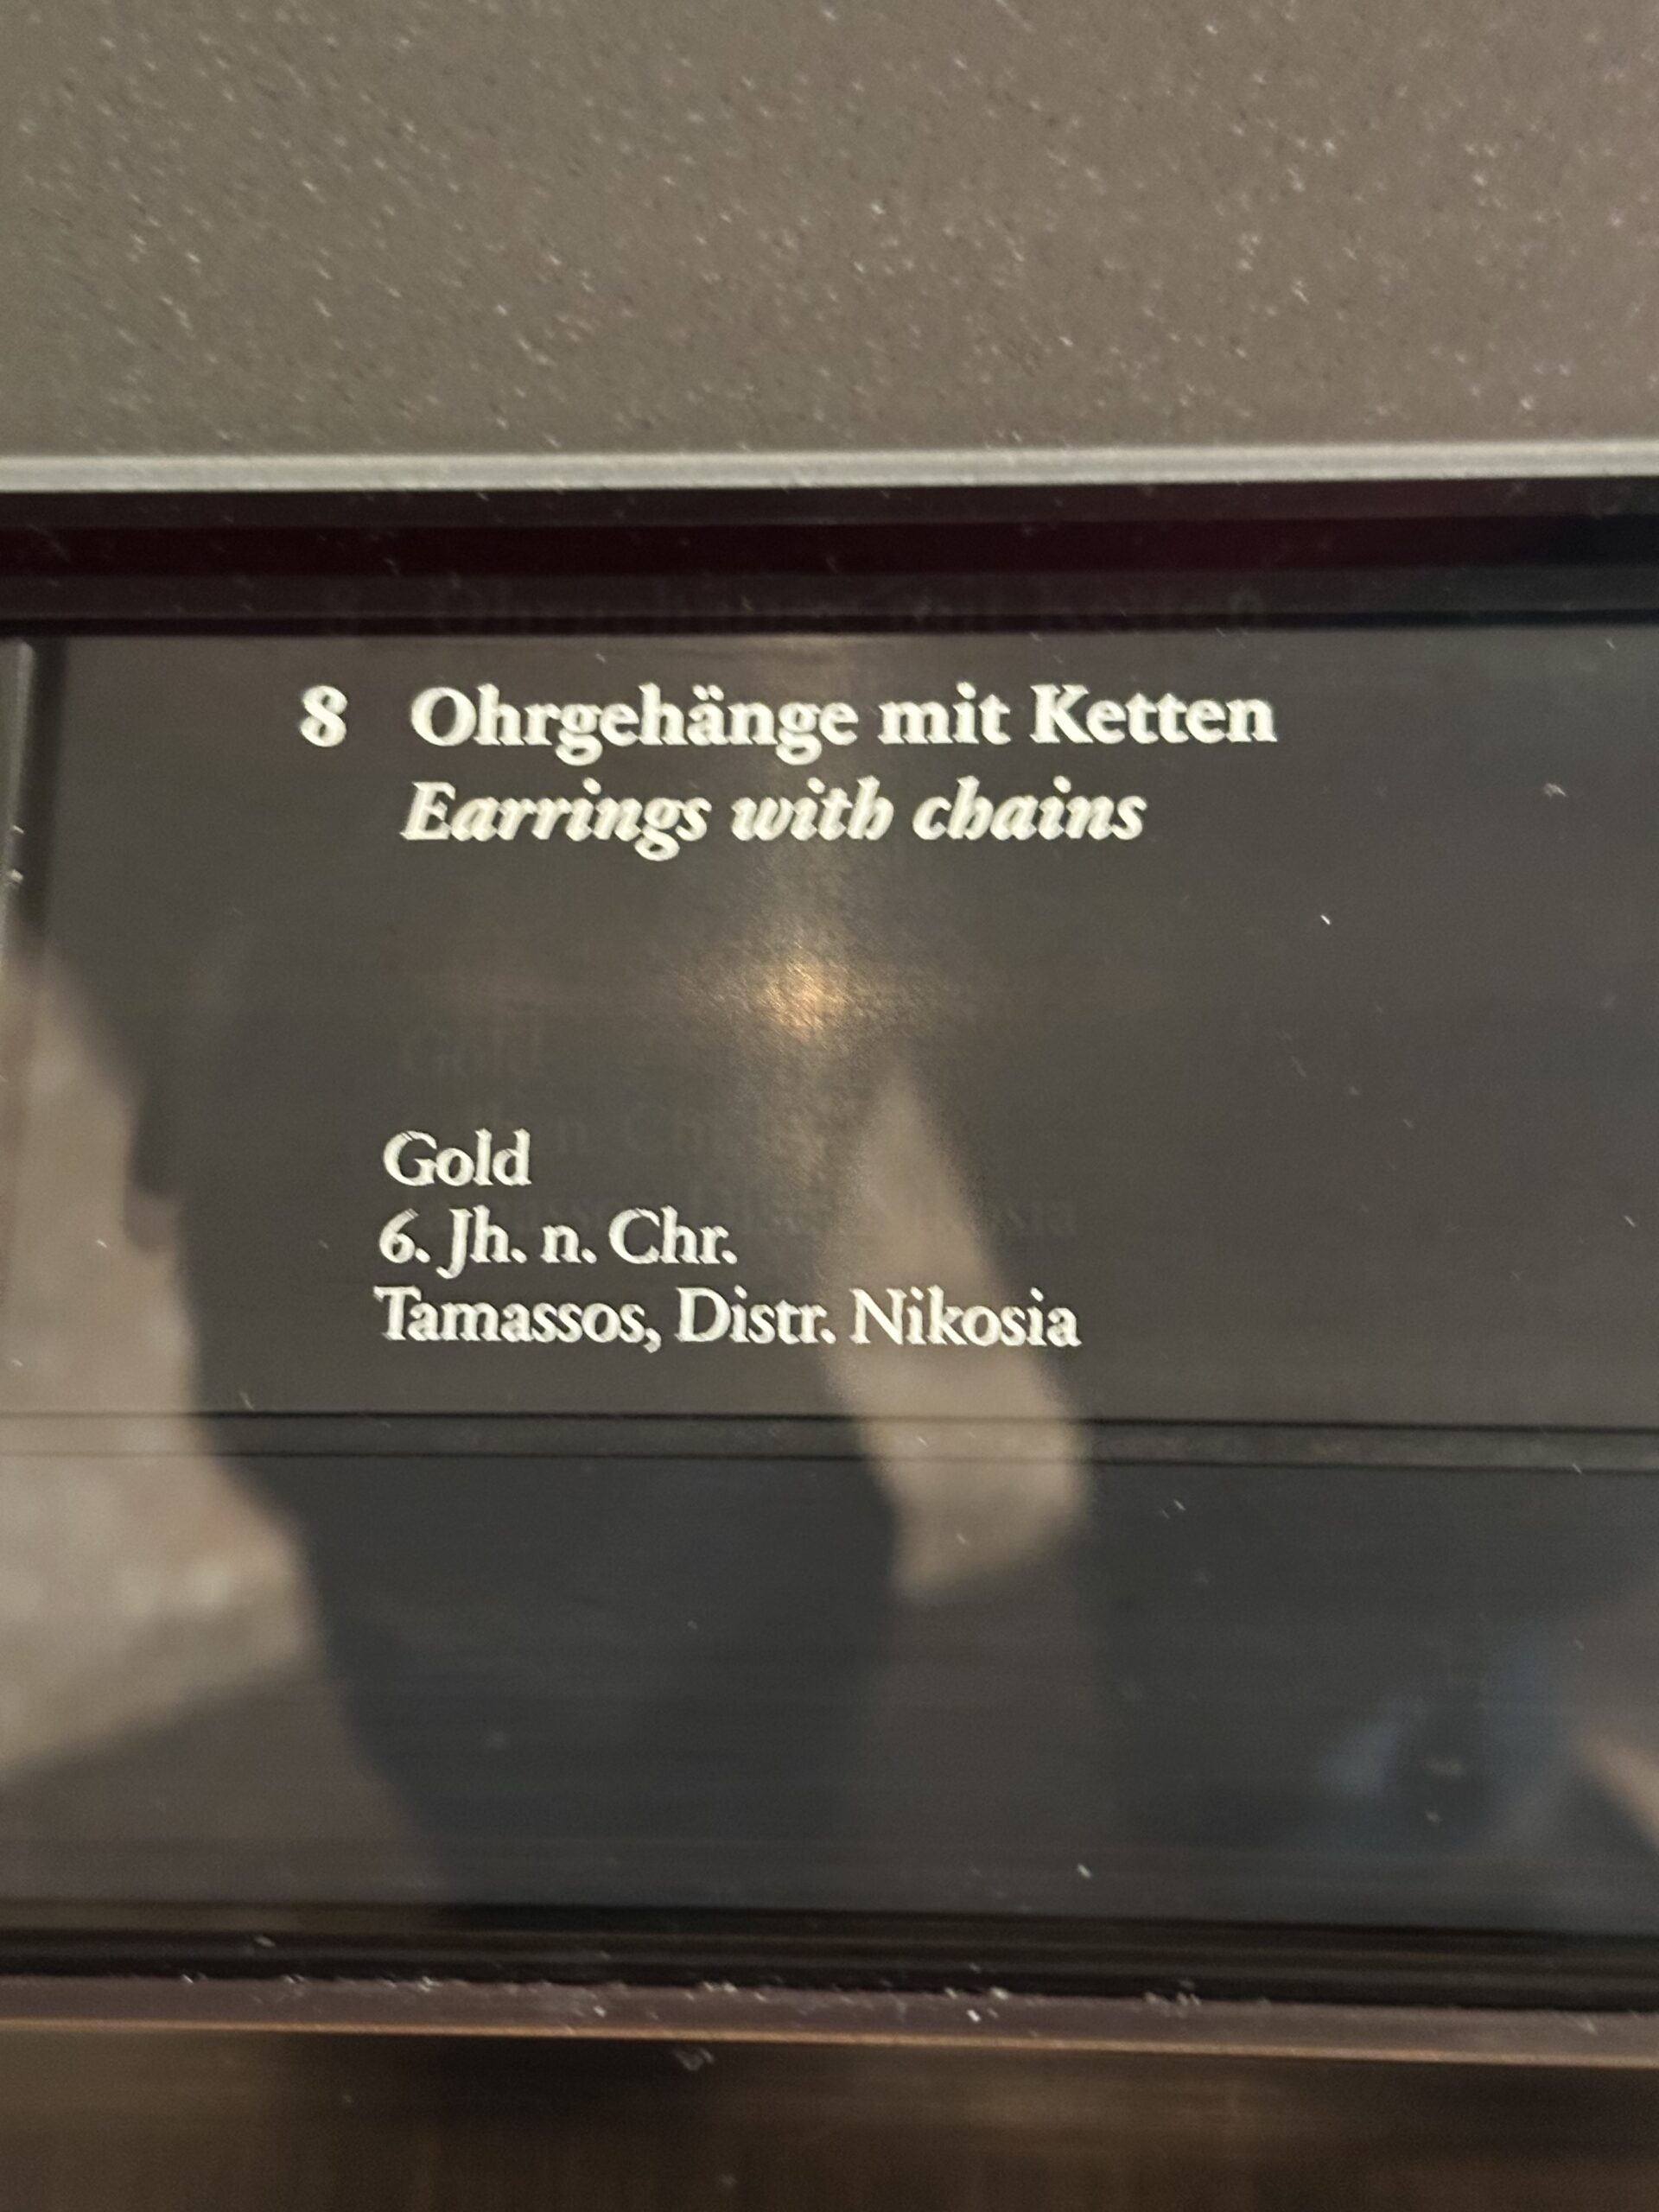 8 Ohrgehänge mit Ketten
Earrings with chains
Gold
6. Jh. n. Chr.
Tamassos, Distr. Nikosia